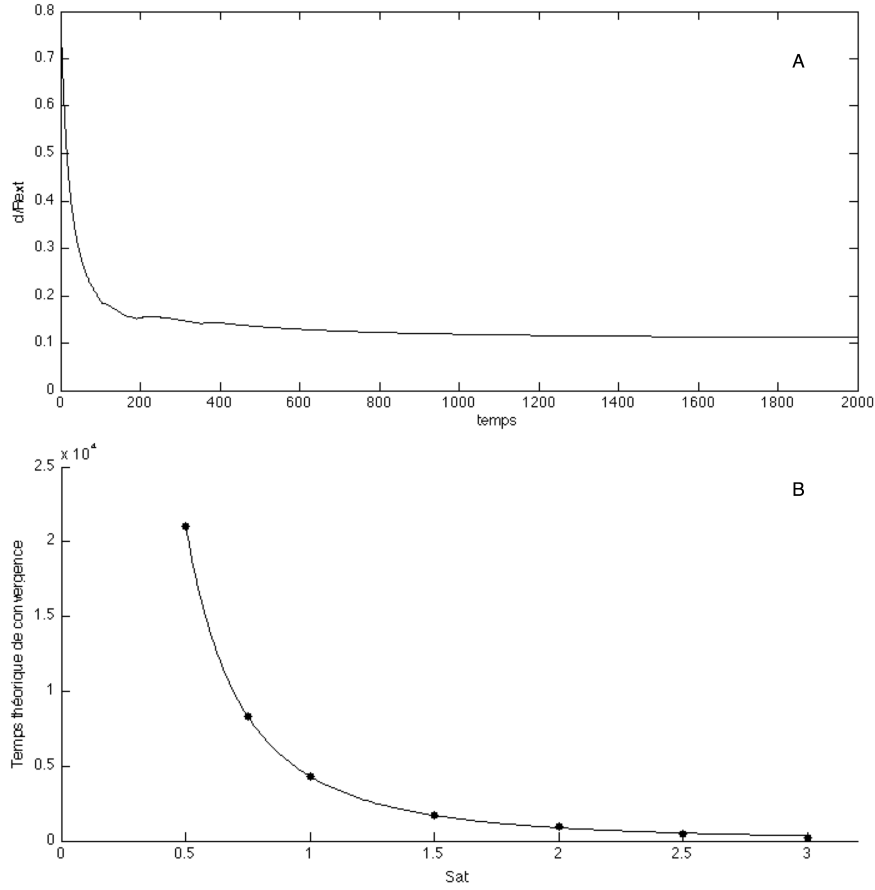 0.8
A
0.7
0.6
0.5
0.4
0.3
0.2
0.1
0
d/Rext
0 200 400 600 800 1000 1200 1400 1600 1800 2000
temps
x 10⁴
2.5
B
2
1.5
1
0.5
0
Temps théorique de convergence
0 0.5 1 1.5 2 2.5 3
Sat